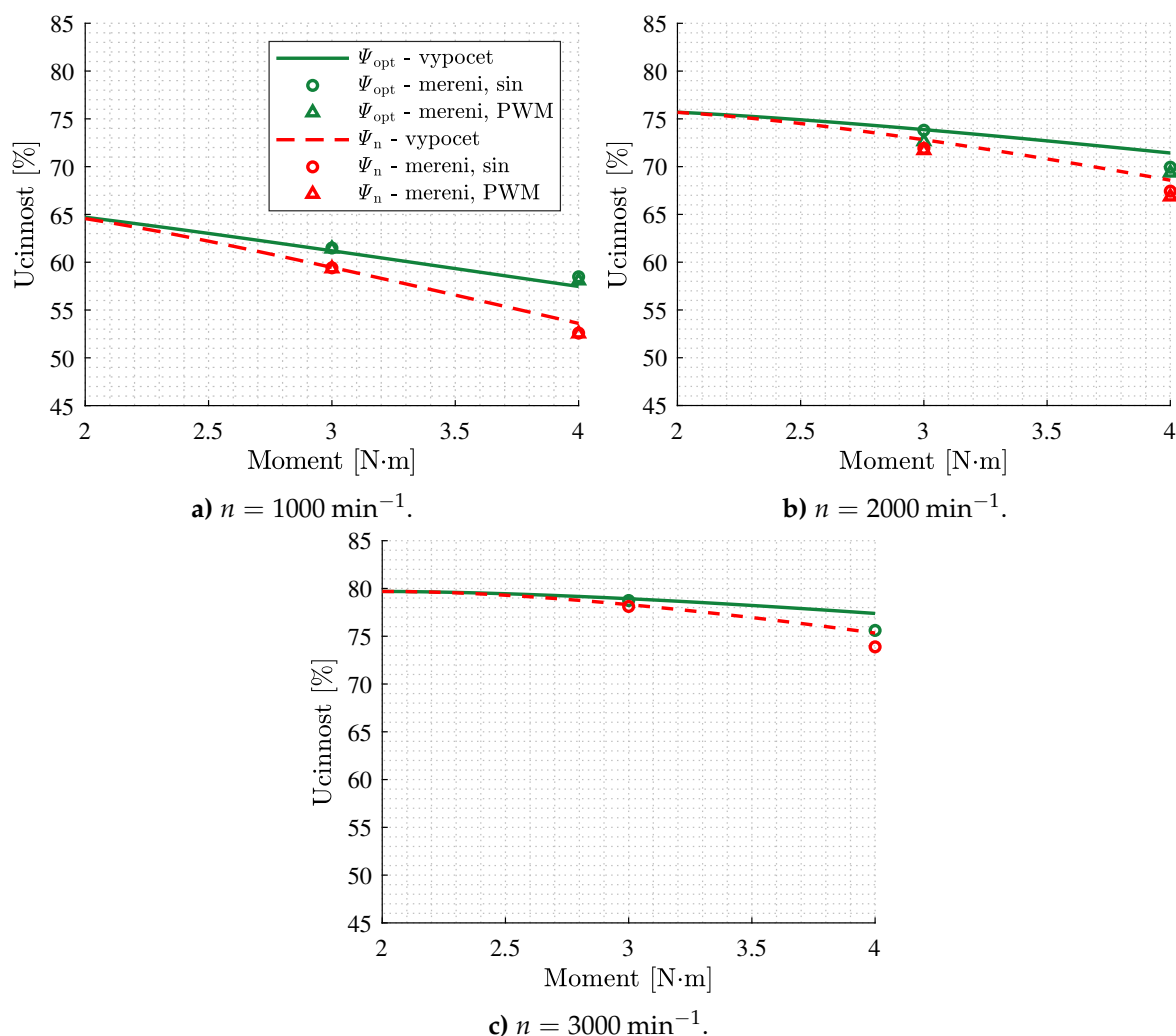 85
80
75
70
65
60
55
50
45
Ucinnost [%]
Ψopt - vypocet
Ψopt - mereni, sin
Ψopt - mereni, PWM
Ψn - vypocet
Ψn - mereni, sin
Ψn - mereni, PWM
2 2.5 3 3.5 4
Moment [N·m]
a) n = 1000 min−1.
85
80
75
70
65
60
55
50
45
Ucinnost [%]
2 2.5 3 3.5 4
Moment [N·m]
b) n = 2000 min−1.
85
80
75
70
65
60
55
50
45
Ucinnost [%]
2 2.5 3 3.5 4
Moment [N·m]
c) n = 3000 min−1.